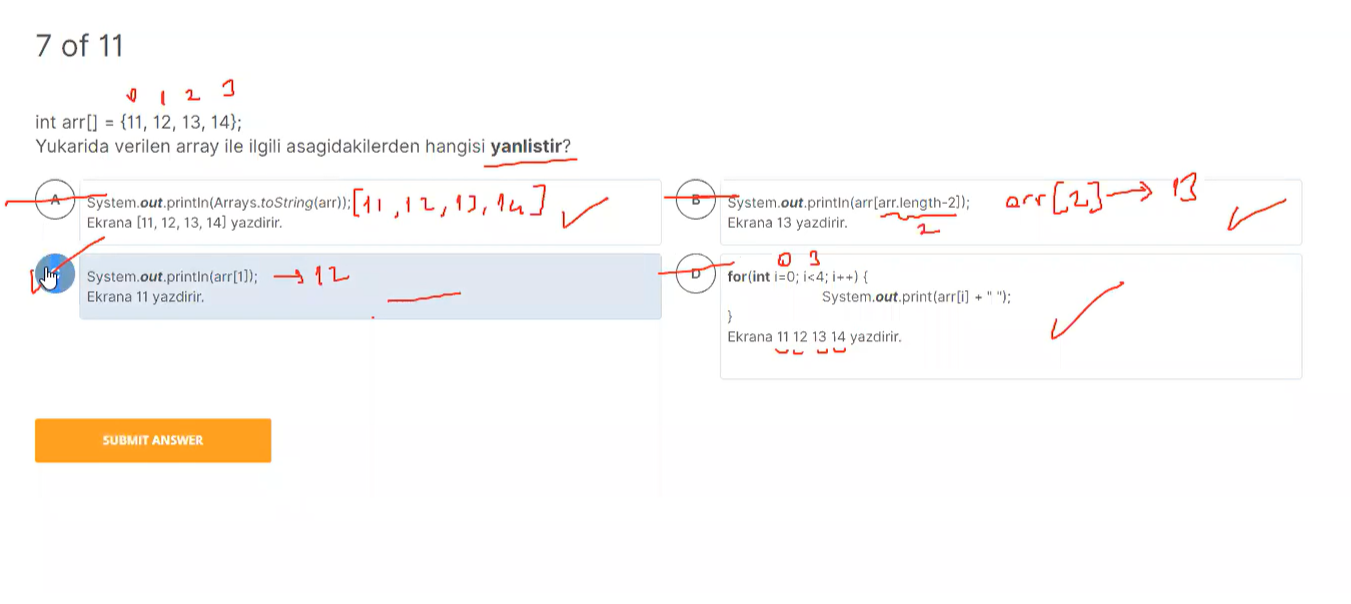 7 of 11
0 1 2 3
int arr[] = {11, 12, 13, 14};
Yukarida verilen array ile ilgili asagidakilerden hangisi yanlistir?
A
System.out.println(Arrays.toString(arr)); [11, 12, 13, 14]
Ekrana [11, 12, 13, 14] yazdirir.
B
System.out.println(arr[arr.length-2]); arr[2] → 13
Ekrana 13 yazdirir. 2
System.out.println(arr[1]); → 12
Ekrana 11 yazdirir.
D
0 3
for(int i=0; i<4; i++) {
System.out.print(arr[i] + " ");
}
Ekrana 11 12 13 14 yazdirir.
SUBMIT ANSWER